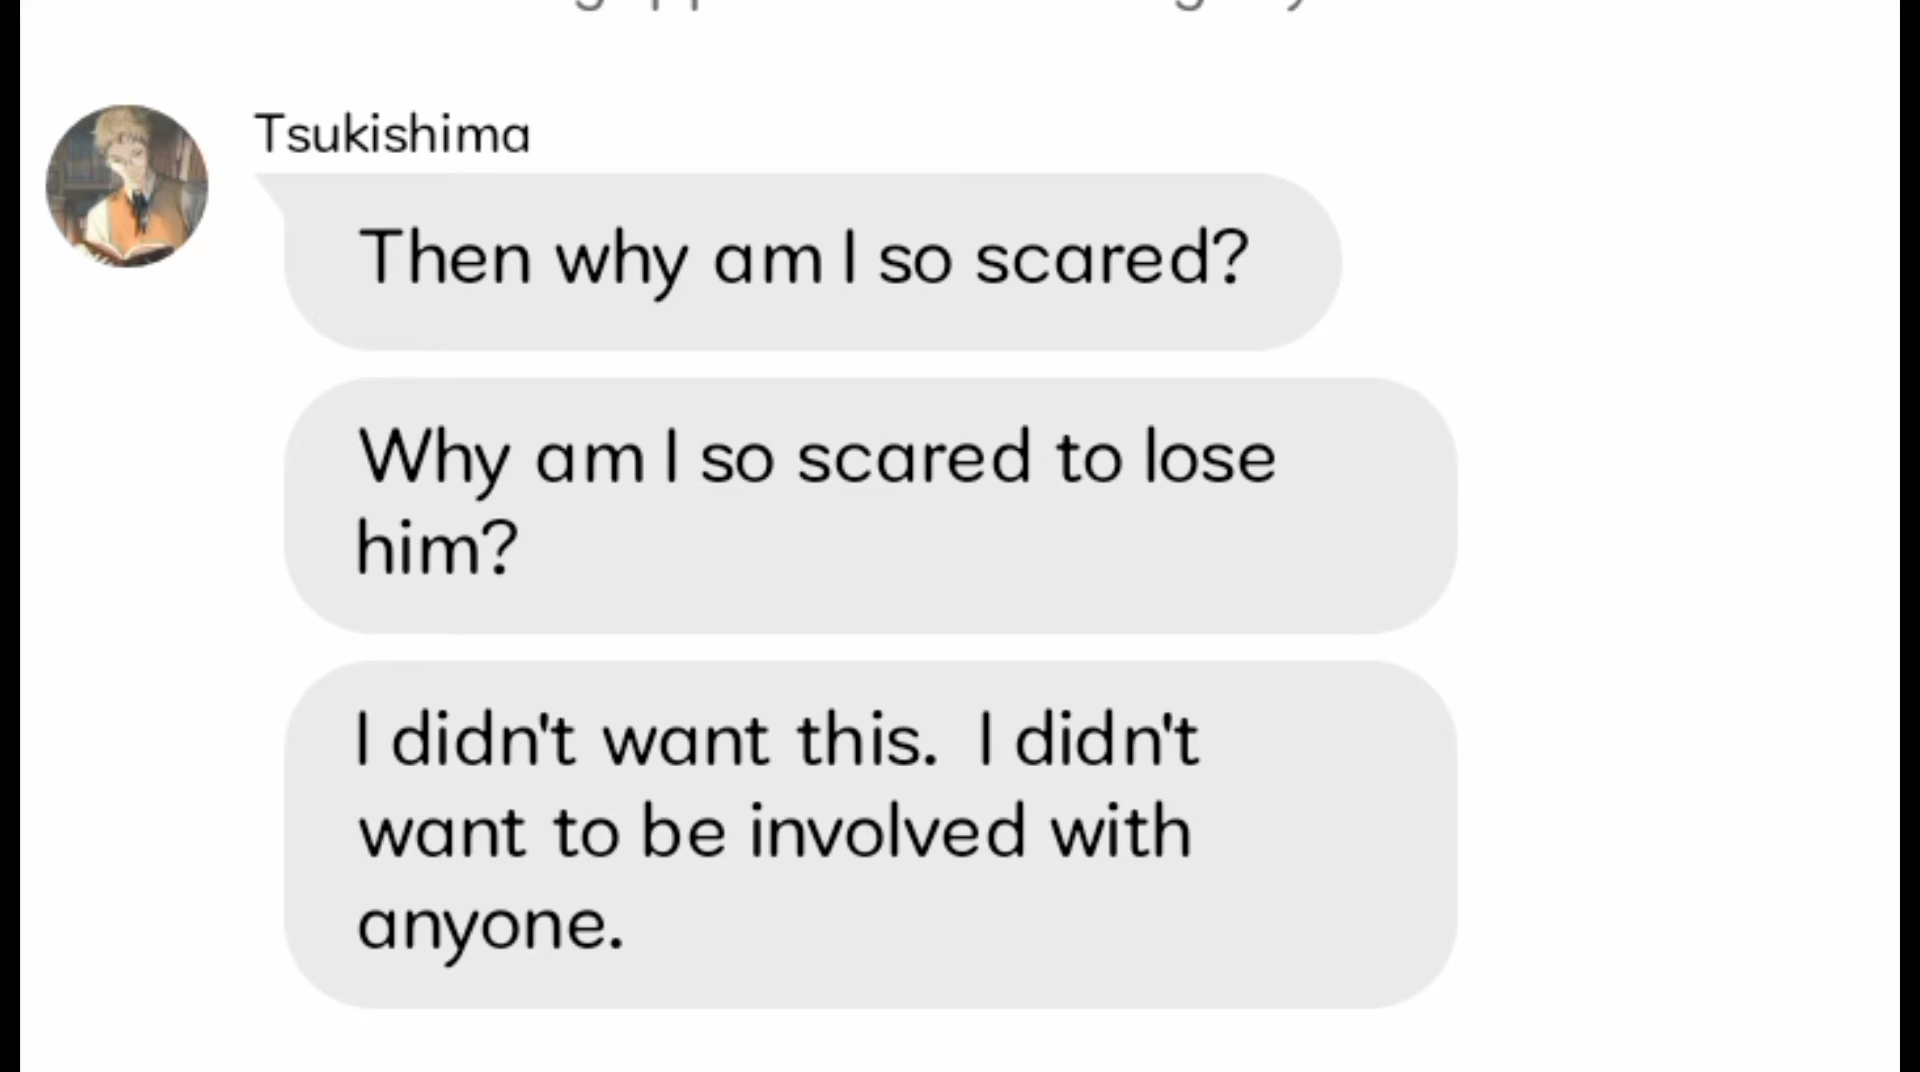 Tsukishima
Then why am I so scared?
Why am I so scared to lose
him?
I didn't want this.  I didn't
want to be involved with
anyone.